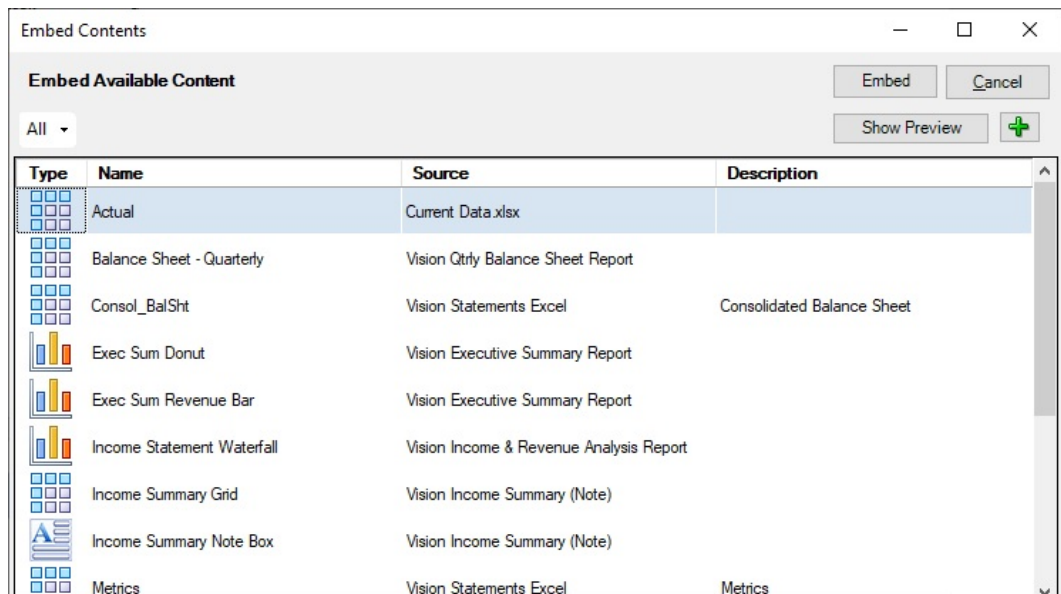 Embed Contents
Embed Available Content Embed Cancel
All Show Preview
Type Name Source Description
Actual Current Data.xlsx
Balance Sheet - Quarterly Vision Qtrly Balance Sheet Report
Consol_BalSht Vision Statements Excel Consolidated Balance Sheet
Exec Sum Donut Vision Executive Summary Report
Exec Sum Revenue Bar Vision Executive Summary Report
Income Statement Waterfall Vision Income & Revenue Analysis Report
Income Summary Grid Vision Income Summary (Note)
A Income Summary Note Box Vision Income Summary (Note)
Metrics Vision Statements Excel Metrics